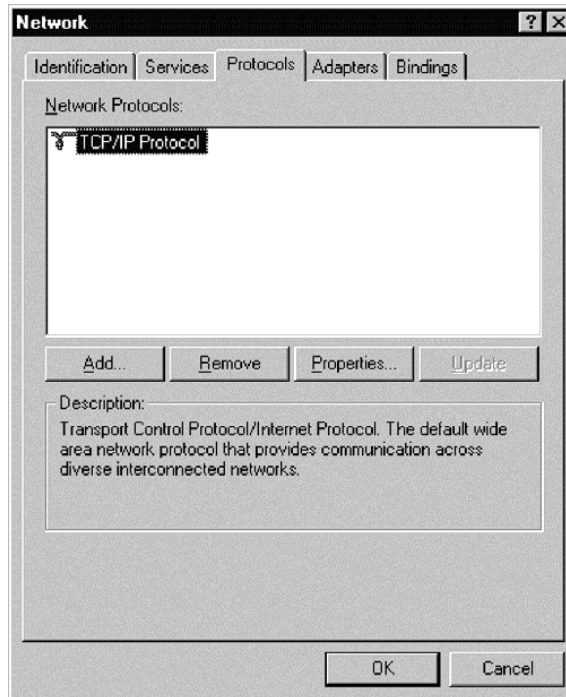 Network
Identification Services Protocols Adapters Bindings
Network Protocols:
TCP/IP Protocol
Add... Remove Properties... Update
Description:
Transport Control Protocol/Internet Protocol. The default wide
area network protocol that provides communication across
diverse interconnected networks.
OK Cancel